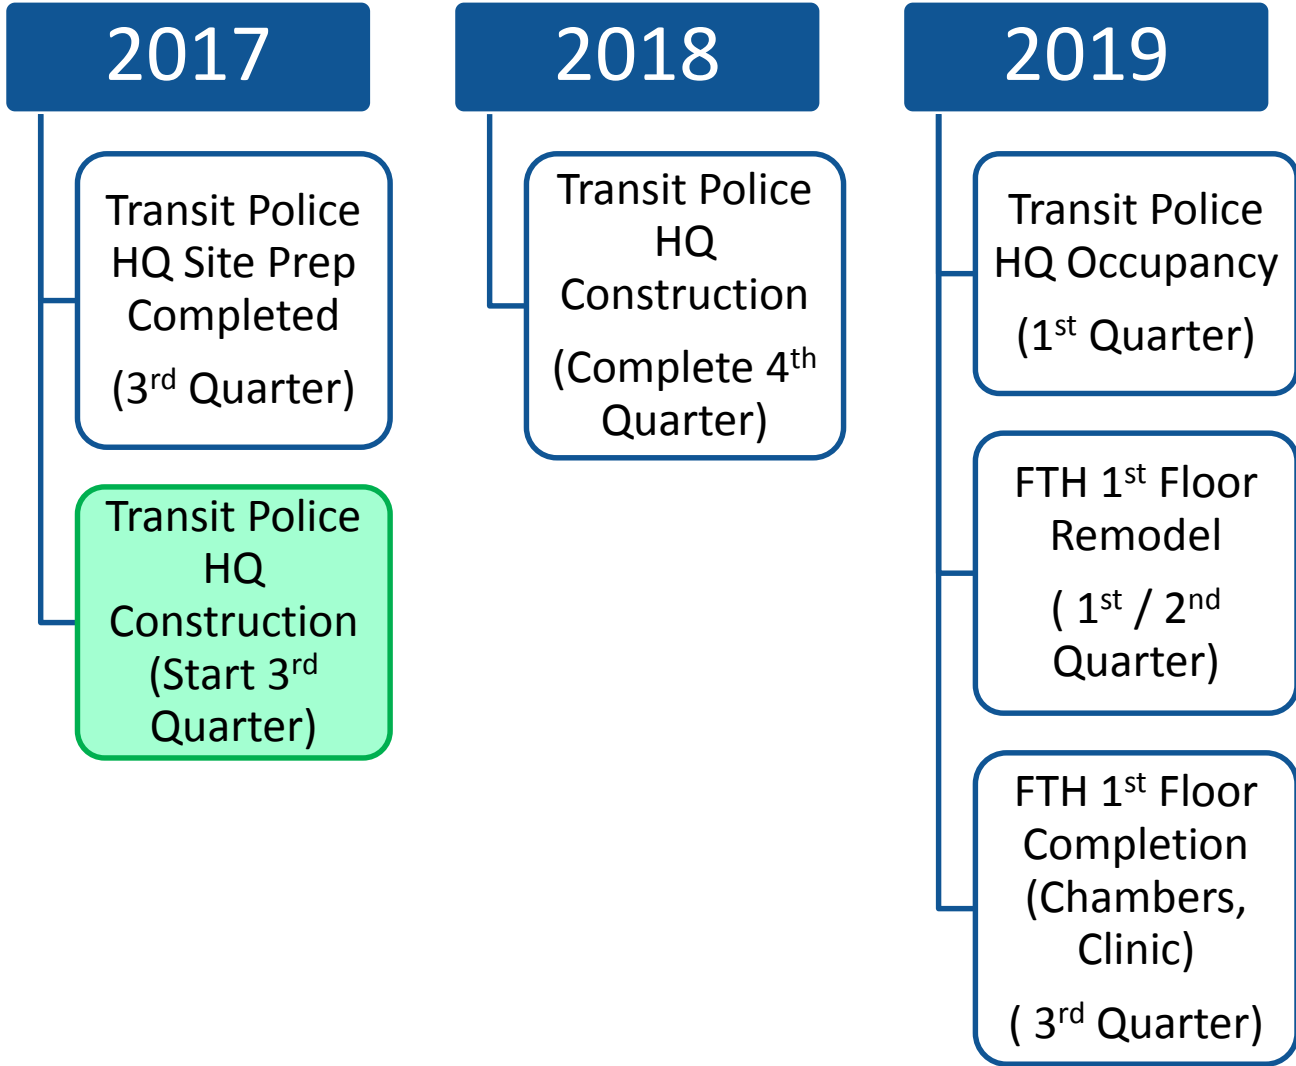 2017
Transit Police
HQ Site Prep
Completed
(3rd Quarter)
Transit Police
HQ
Construction
(Start 3rd
Quarter)
2018
Transit Police
HQ
Construction
(Complete 4th
Quarter)
2019
Transit Police
HQ Occupancy
(1st Quarter)
FTH 1st Floor
Remodel
( 1st / 2nd
Quarter)
FTH 1st Floor
Completion
(Chambers,
Clinic)
( 3rd Quarter)